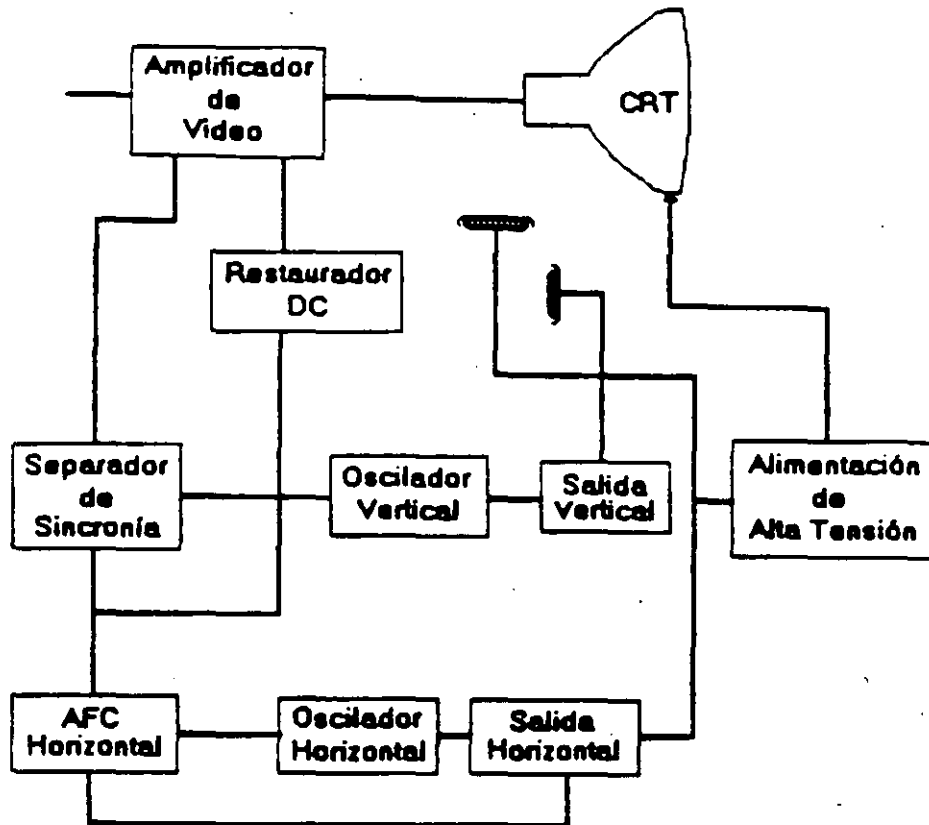 Amplificador
de
Video
CRT
Restaurador
DC
Separador
de
Sincronía
Oscilador
Vertical
Salida
Vertical
Alimentación
de
Alta Tensión
AFC
Horizontal
Oscilador
Horizontal
Salida
Horizontal